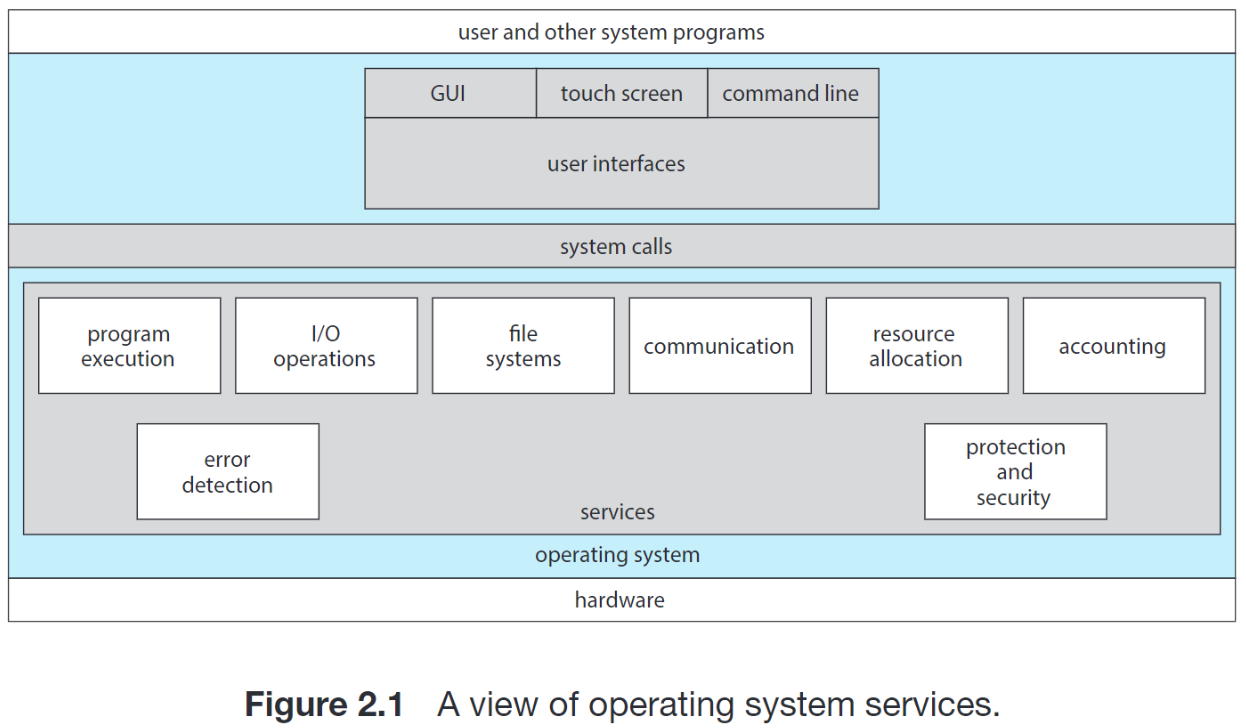 user and other system programs
GUI
touch screen
command line
user interfaces
system calls
program
execution
I/O
operations
file
systems
communication
resource
allocation
accounting
error
detection
protection
and
security
services
operating system
hardware
Figure 2.1 A view of operating system services.